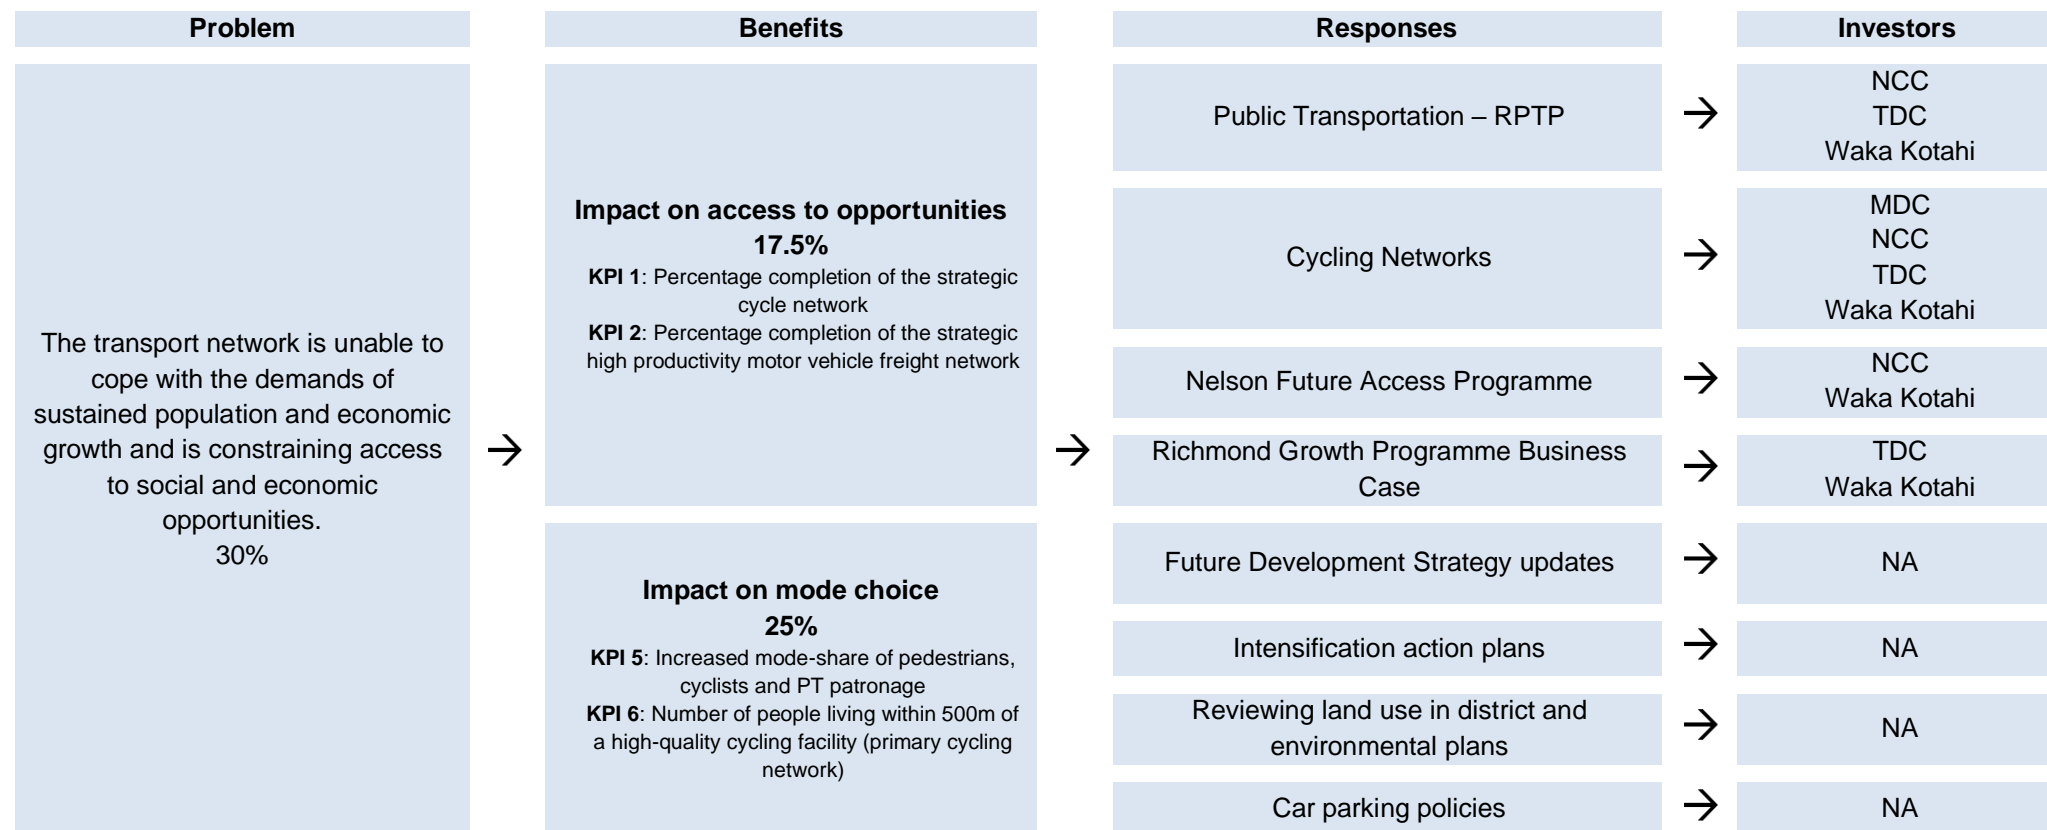 Problem
Benefits
Responses
Investors
The transport network is unable to
cope with the demands of
sustained population and economic
growth and is constraining access
to social and economic
opportunities.
30%
→
Impact on access to opportunities
17.5%
KPI 1: Percentage completion of the strategic
cycle network
KPI 2: Percentage completion of the strategic
high productivity motor vehicle freight network
Impact on mode choice
25%
KPI 5: Increased mode-share of pedestrians,
cyclists and PT patronage
KPI 6: Number of people living within 500m of
a high-quality cycling facility (primary cycling
network)
→
Public Transportation – RPTP
→
NCC
TDC
Waka Kotahi
Cycling Networks
→
MDC
NCC
TDC
Waka Kotahi
Nelson Future Access Programme
→
NCC
Waka Kotahi
Richmond Growth Programme Business
Case
→
TDC
Waka Kotahi
Future Development Strategy updates
→
NA
Intensification action plans
→
NA
Reviewing land use in district and
environmental plans
→
NA
Car parking policies
→
NA